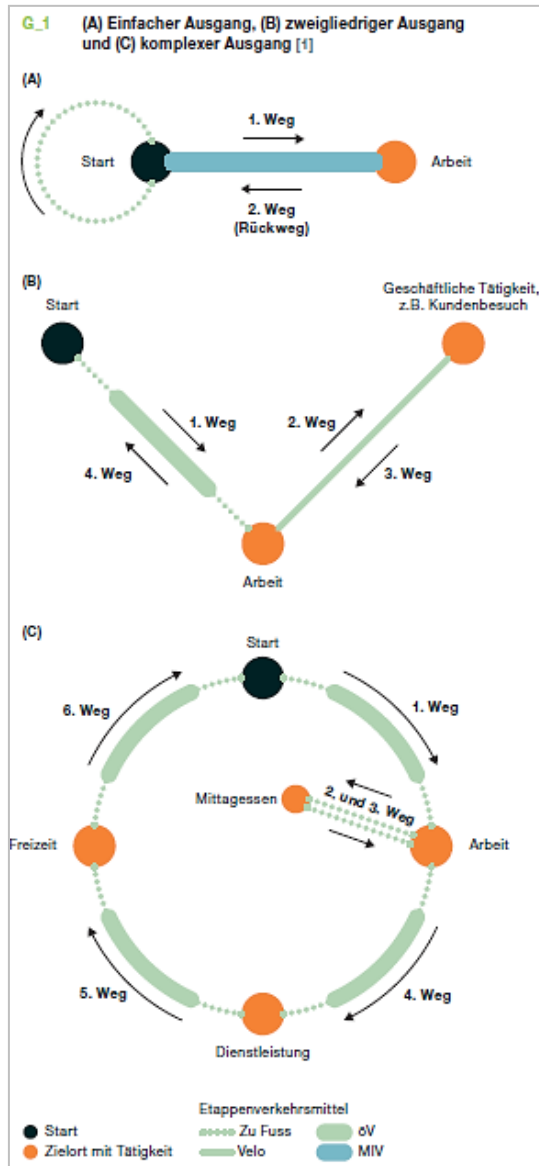 G_1 (A) Einfacher Ausgang, (B) zweigliedriger Ausgang
und (C) komplexer Ausgang [1]
(A)
1. Weg
Start
Arbeit
2. Weg
(Rückweg)
(B)
Start
Geschäftliche Tätigkeit,
z.B. Kundenbesuch
1. Weg
2. Weg
4. Weg
3. Weg
Arbeit
(C)
Start
6. Weg
1. Weg
Mittagessen
2. und 3. Weg
Freizeit
Arbeit
5. Weg
4. Weg
Dienstleistung
Etappenverkehrsmittel
Start
Zu Fuss
öV
Zielort mit Tätigkeit
Velo
MIV